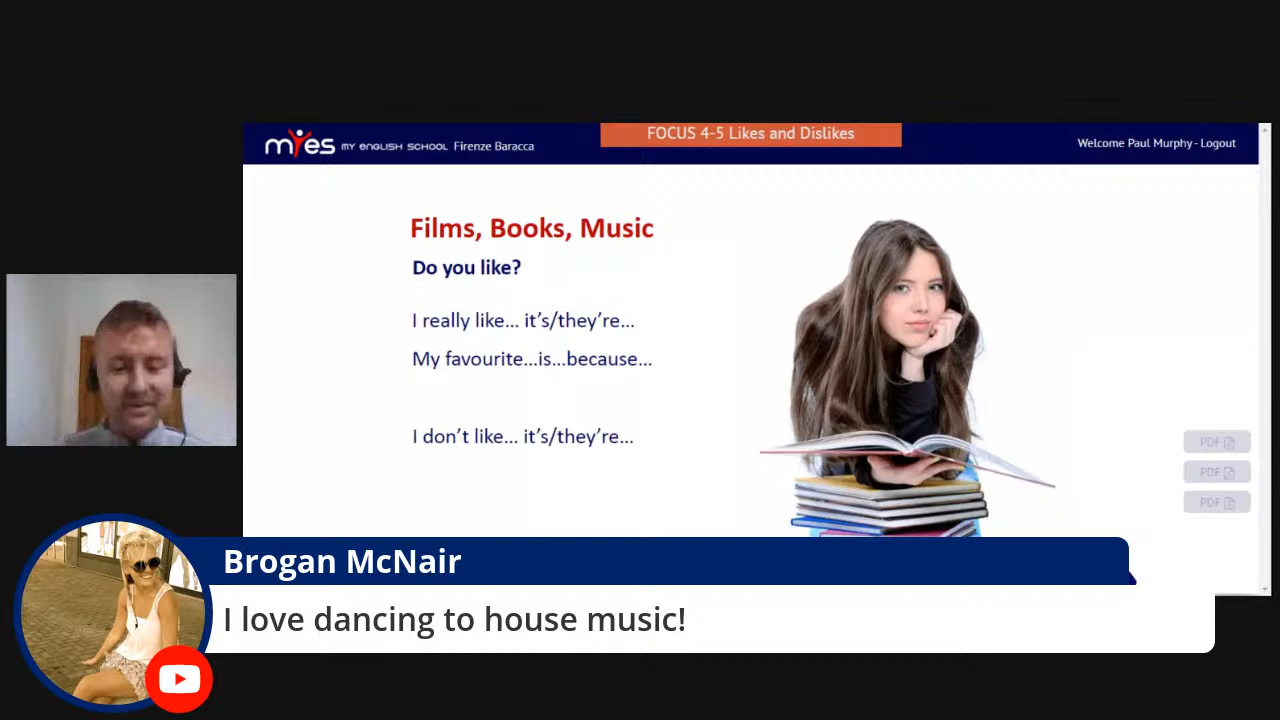 FOCUS 4-5 Likes and Dislikes
myes MY ENGLISH SCHOOL Firenze Baracca
Welcome Paul Murphy - Logout
Films, Books, Music
Do you like?
I really like... it's/they're...
My favourite...is...because...
I don't like... it's/they're...
PDF
PDF
PDF
Brogan McNair
I love dancing to house music!